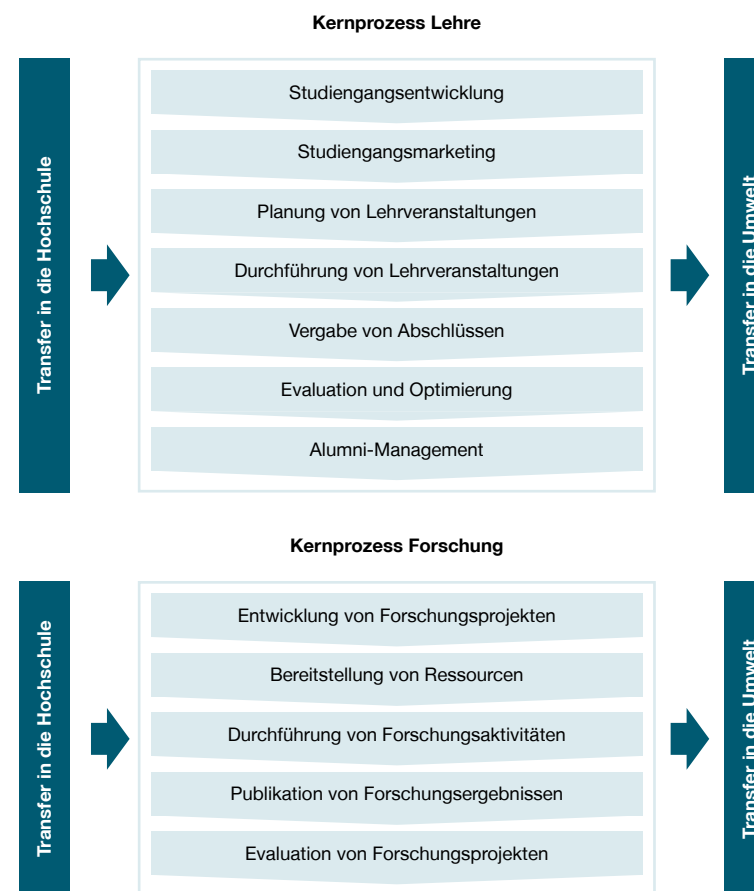 Kernprozess Lehre
Transfer in die Hochschule
Studiengangsentwicklung
Studiengangsmarketing
Planung von Lehrveranstaltungen
Durchführung von Lehrveranstaltungen
Vergabe von Abschlüssen
Evaluation und Optimierung
Alumni-Management
Transfer in die Umwelt
Kernprozess Forschung
Transfer in die Hochschule
Entwicklung von Forschungsprojekten
Bereitstellung von Ressourcen
Durchführung von Forschungsaktivitäten
Publikation von Forschungsergebnissen
Evaluation von Forschungsprojekten
Transfer in die Umwelt